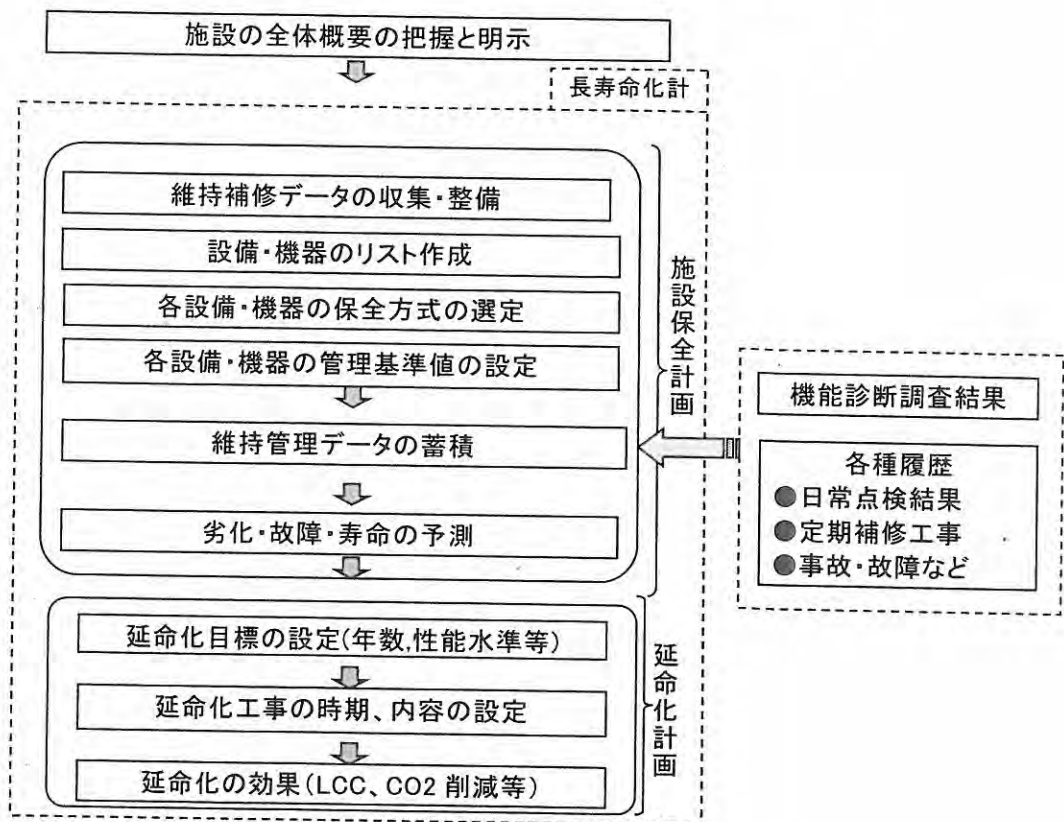 施設の全体概要の把握と明示
長寿命化計
維持補修データの収集・整備
設備・機器のリスト作成
各設備・機器の保全方式の選定
各設備・機器の管理基準値の設定
維持管理データの蓄積
劣化・故障・寿命の予測
施設保全計画
機能診断調査結果
各種履歴
●日常点検結果
●定期補修工事
●事故・故障など
延命化目標の設定(年数,性能水準等)
延命化工事の時期、内容の設定
延命化の効果(LCC、CO2 削減等)
延命化計画